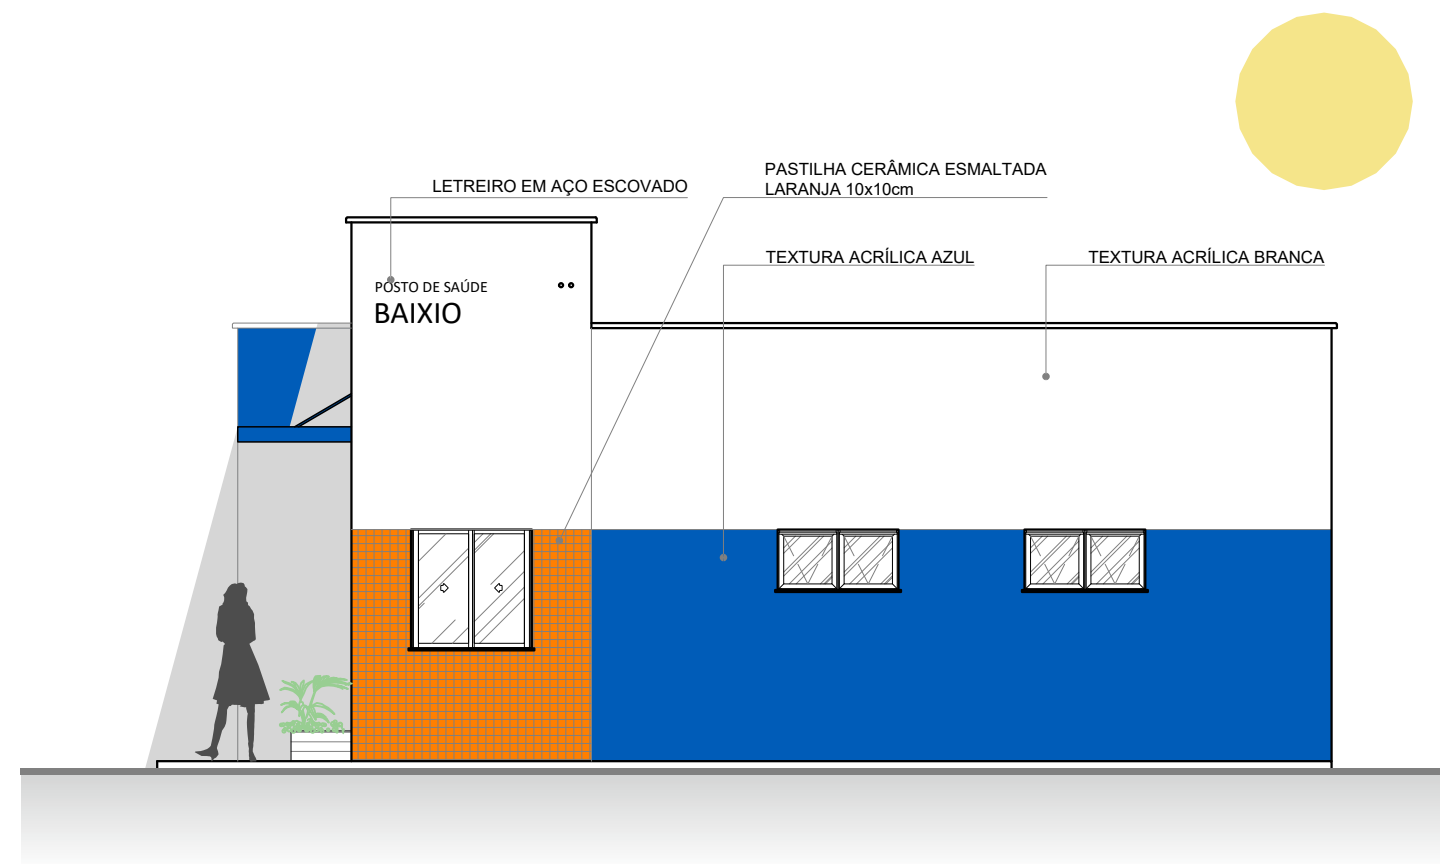 PASTILHA CERÂMICA ESMALTADA
LARANJA 10x10cm
LETREIRO EM AÇO ESCOVADO
TEXTURA ACRÍLICA AZUL
TEXTURA ACRÍLICA BRANCA
POSTO DE SAÚDE
BAIXIO